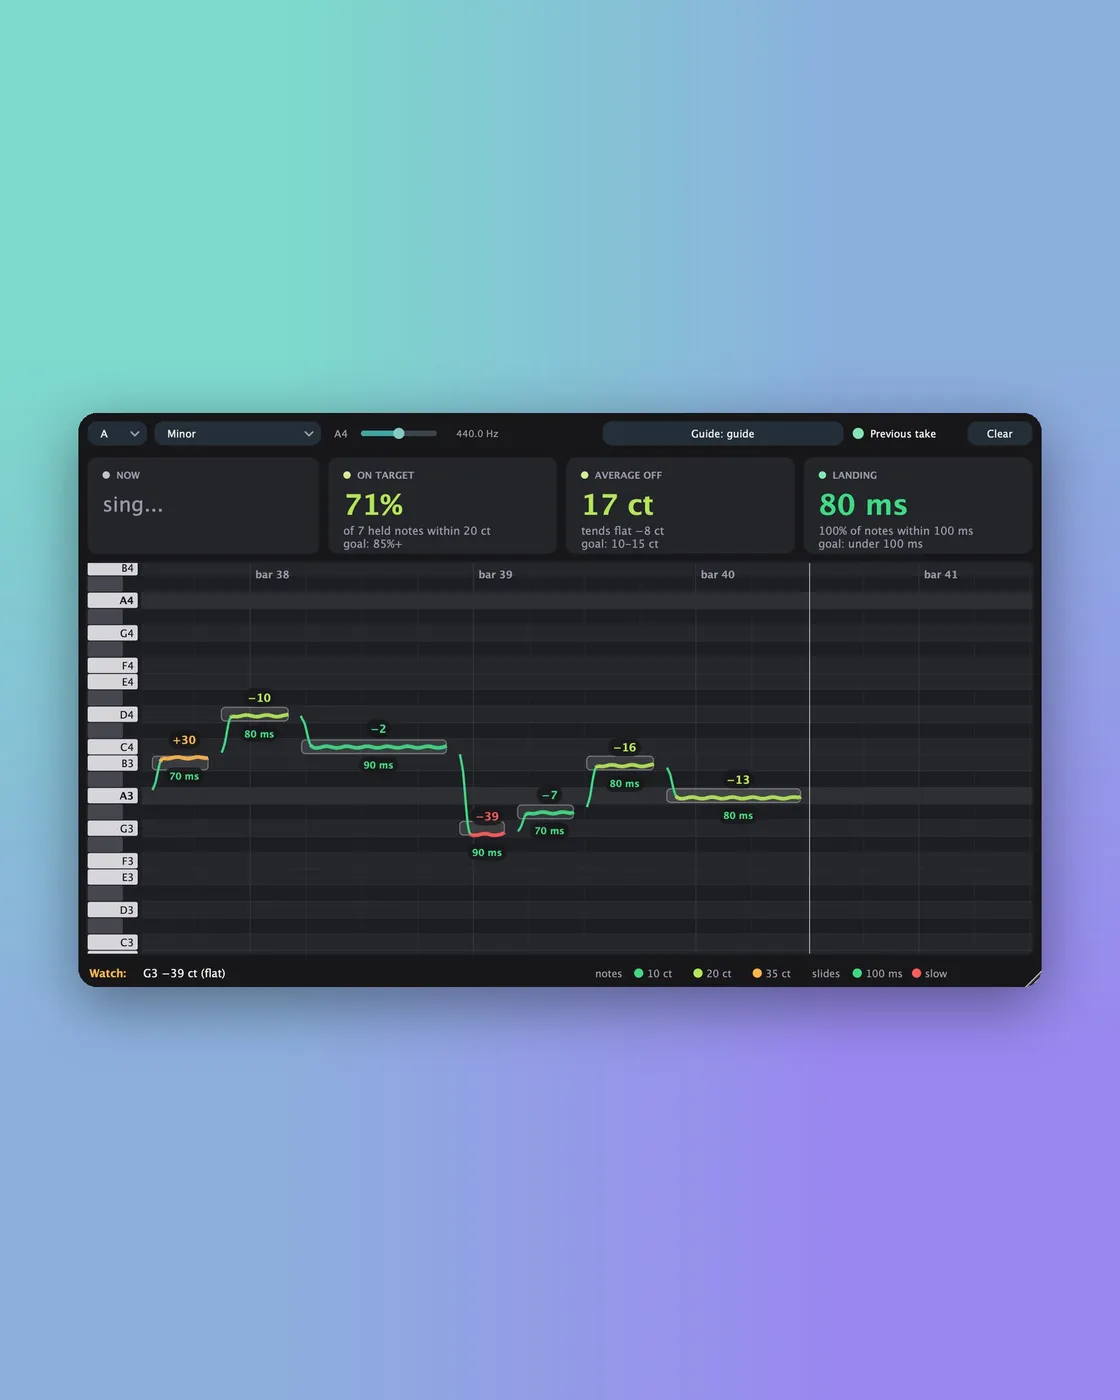 A
Minor
A4
440.0 Hz
Guide: guide
Previous take
Clear
NOW
sing...
ON TARGET
71%
of 7 held notes within 20 ct
goal: 85%+
AVERAGE OFF
17 ct
tends flat −8 ct
goal: 10–15 ct
LANDING
80 ms
100% of notes within 100 ms
goal: under 100 ms
bar 38
bar 39
bar 40
bar 41
B4
A4
G4
F4
E4
D4
C4
B3
A3
G3
F3
E3
D3
C3
+30
70 ms
−10
80 ms
−2
90 ms
−39
90 ms
−7
70 ms
−16
80 ms
−13
80 ms
Watch: G3 −39 ct (flat)
notes 10 ct 20 ct 35 ct slides 100 ms slow